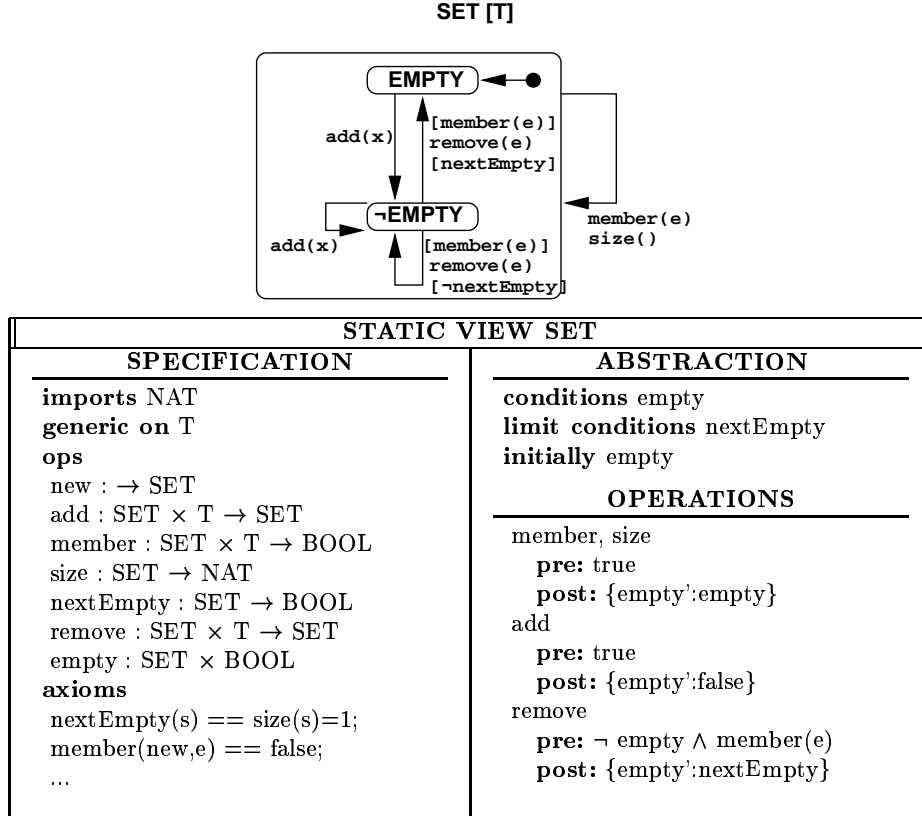 SET [T]
EMPTY
add(x)
[member(e)]
remove(e)
[nextEmpty]
¬EMPTY
add(x)
[member(e)]
remove(e)
[¬nextEmpty]
member(e)
size()
STATIC VIEW SET
SPECIFICATION
imports NAT
generic on T
ops
new : → SET
add : SET × T → SET
member : SET × T → BOOL
size : SET → NAT
nextEmpty : SET → BOOL
remove : SET × T → SET
empty : SET × BOOL
axioms
nextEmpty(s) == size(s)=1;
member(new,e) == false;
...
ABSTRACTION
conditions empty
limit conditions nextEmpty
initially empty
OPERATIONS
member, size
pre: true
post: {empty':empty}
add
pre: true
post: {empty':false}
remove
pre: ¬ empty ∧ member(e)
post: {empty':nextEmpty}